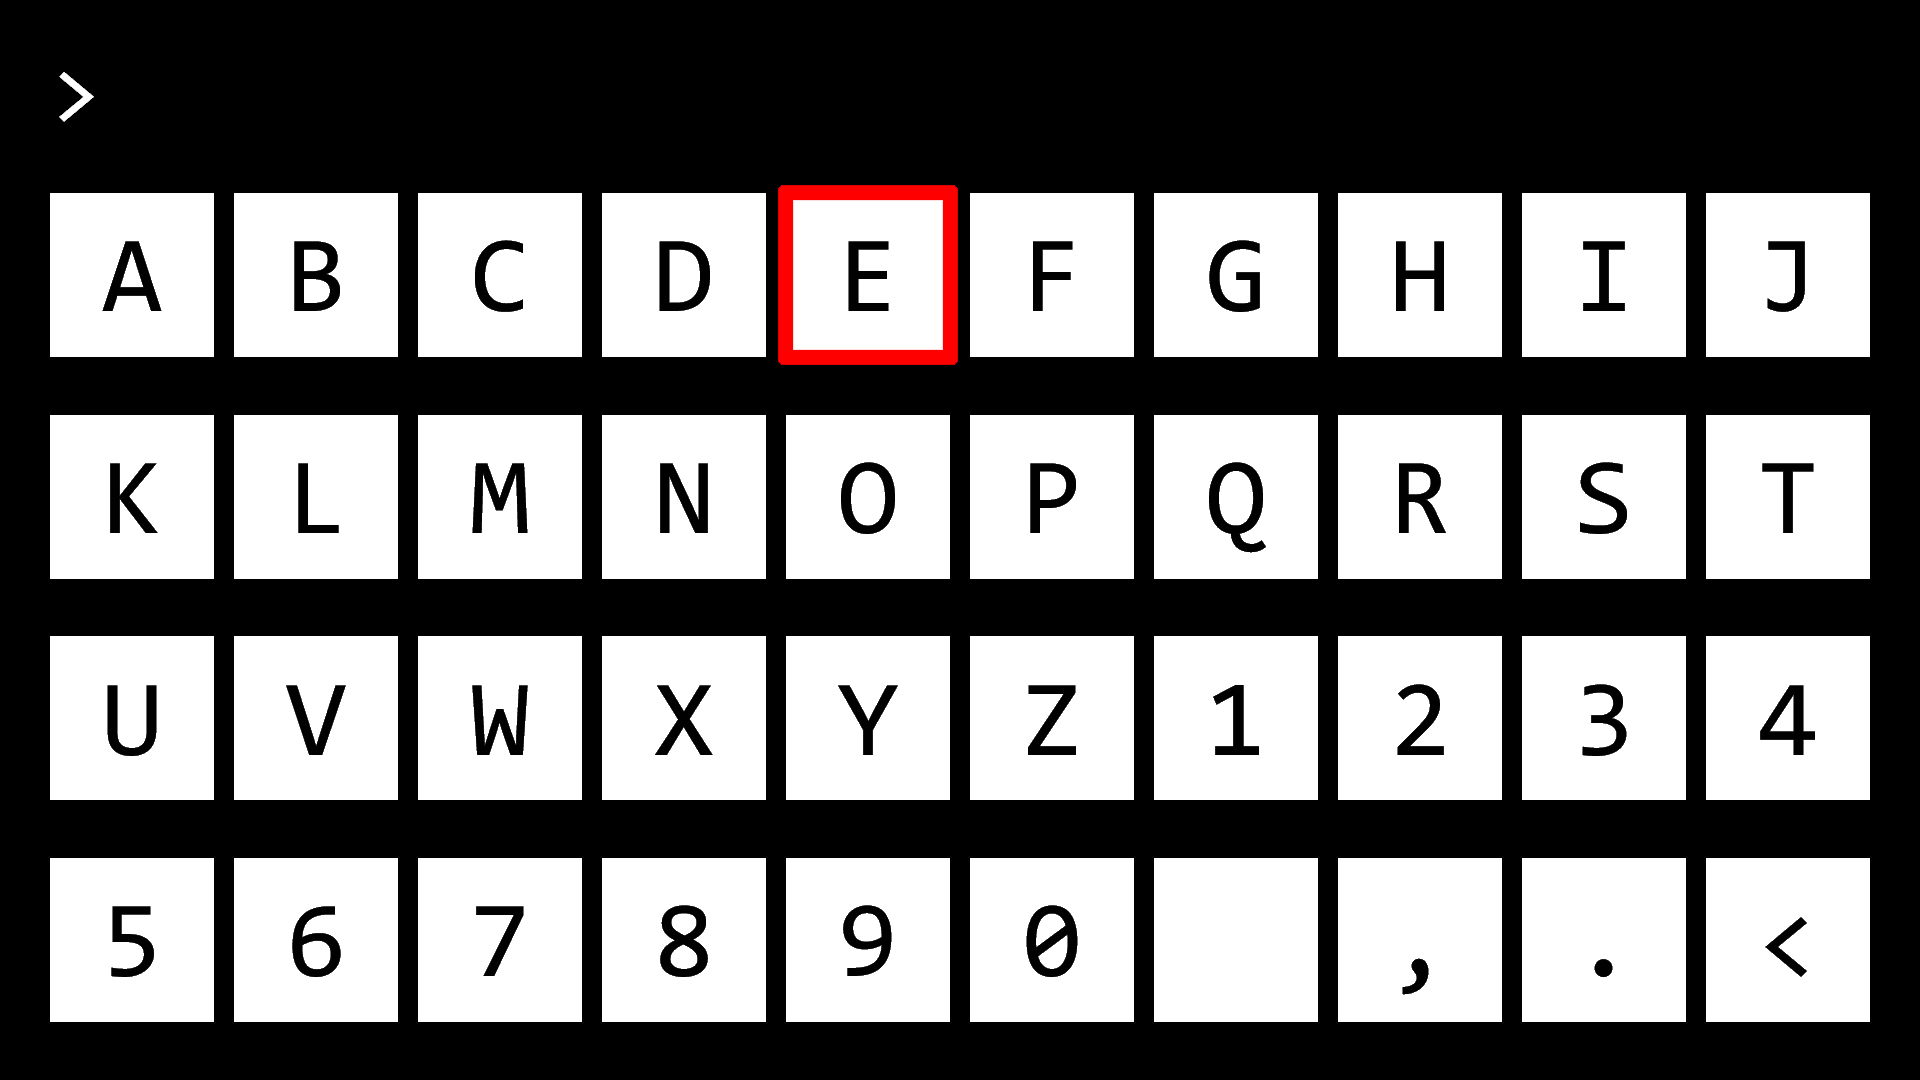 >
A B C D E F G H I J
K L M N O P Q R S T
U V W X Y Z 1 2 3 4
5 6 7 8 9 0 , . <